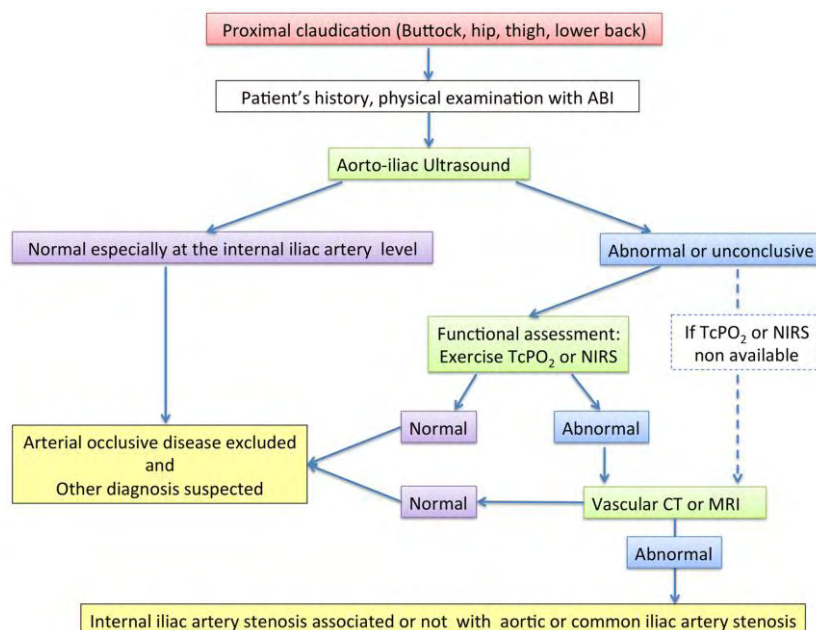 Proximal claudication (Buttock, hip, thigh, lower back)
Patient's history, physical examination with ABI
Aorto-iliac Ultrasound
Normal especially at the internal iliac artery level
Abnormal or unconclusive
Functional assessment:
Exercise TcPO₂ or NIRS
If TcPO₂ or NIRS
non available
Normal
Abnormal
Arterial occlusive disease excluded
and
Other diagnosis suspected
Normal
Vascular CT or MRI
Abnormal
Internal iliac artery stenosis associated or not with aortic or common iliac artery stenosis